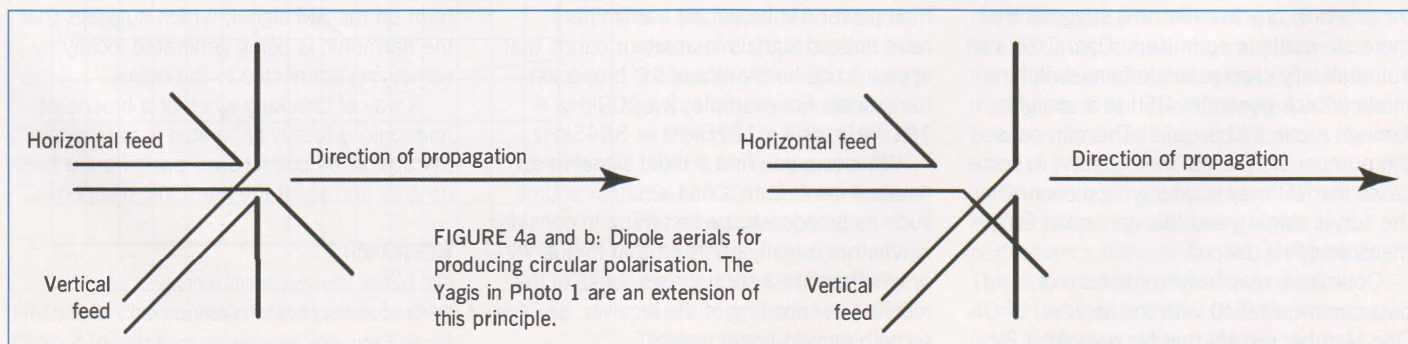 Horizontal feed
Direction of propagation
Vertical
feed
FIGURE 4a and b: Dipole aerials for
producing circular polarisation. The
Yagis in Photo 1 are an extension of
this principle.
Horizontal feed
Direction of propagation
Vertical
feed